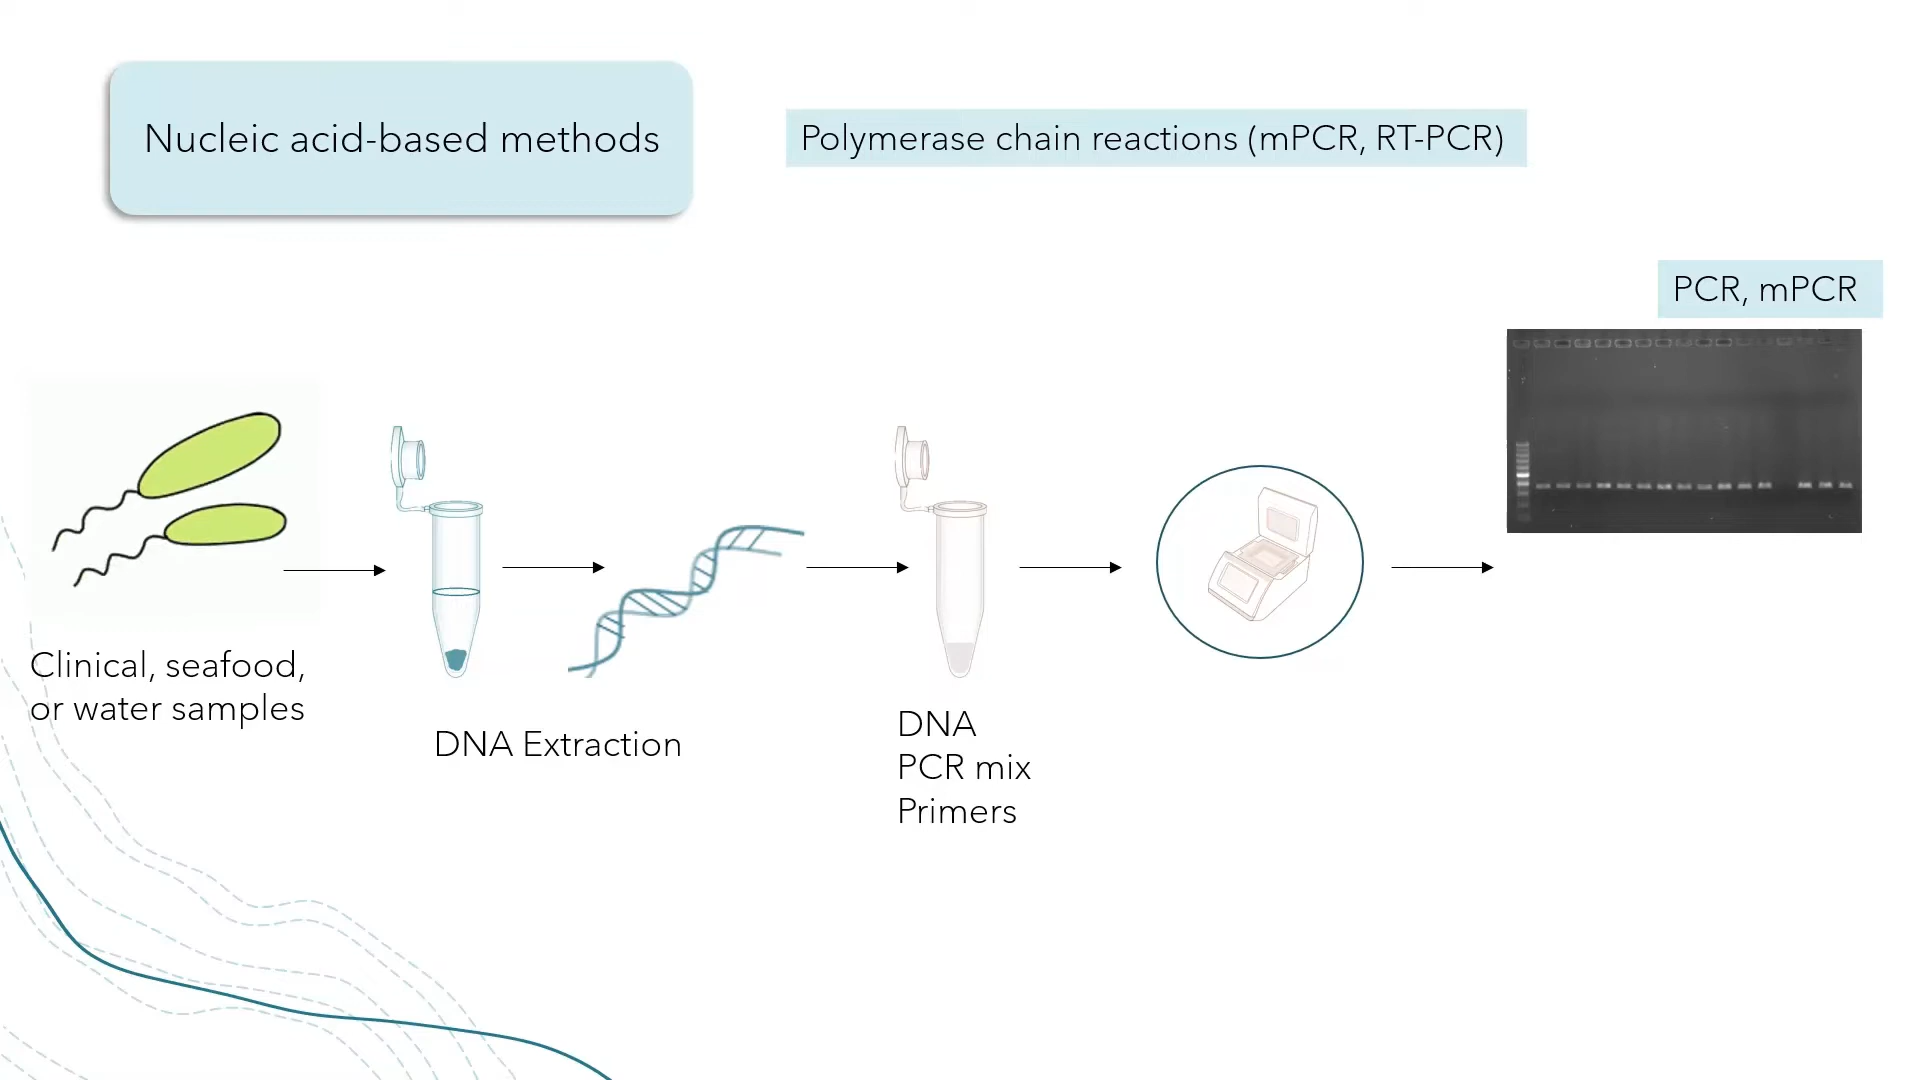 Nucleic acid-based methods
Polymerase chain reactions (mPCR, RT-PCR)
PCR, mPCR
Clinical, seafood,
or water samples
DNA Extraction
DNA
PCR mix
Primers